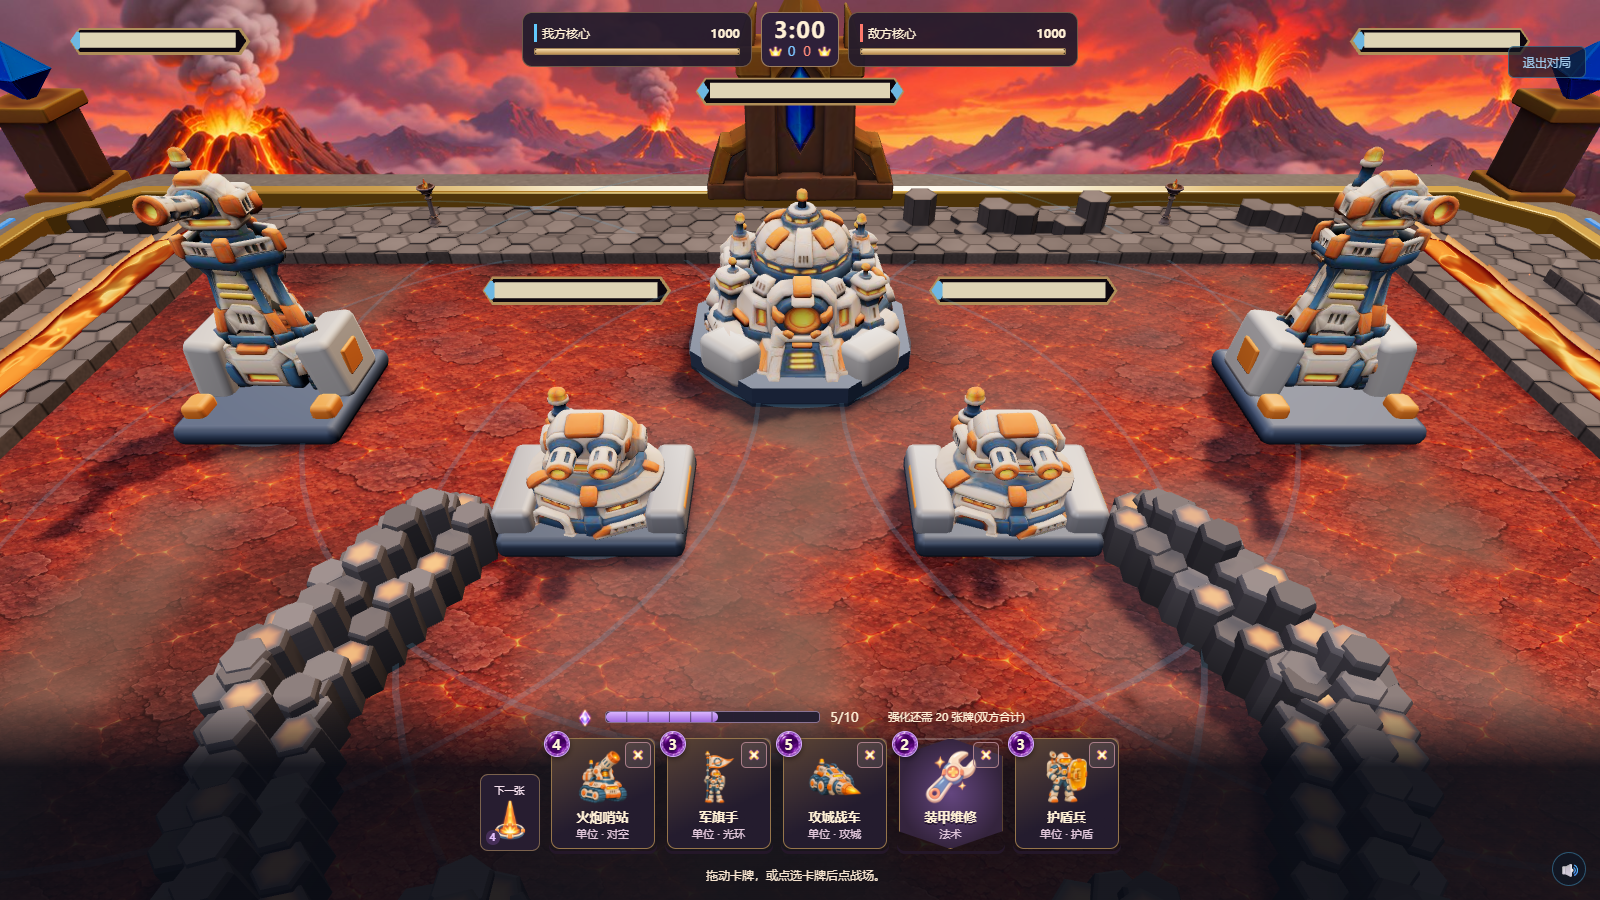 我方核心 1000
3:00
0 0
敌方核心 1000
退出对局
5/10
强化还需 20 张牌(双方合计)
下一张
4
4
火炮哨站
单位 · 对空
3
军旗手
单位 · 光环
5
攻城战车
单位 · 攻城
2
装甲维修
法术
3
护盾兵
单位 · 护盾
拖动卡牌，或点选卡牌后点战场。